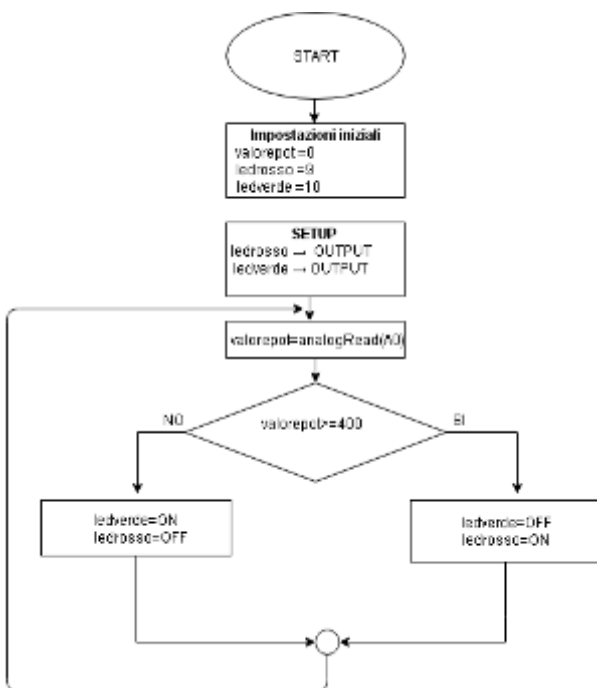 START
Impostazioni iniziali
valorepot=0
ledrosso=9
ledverde=10
SETUP
ledrosso → OUTPUT
ledverde → OUTPUT
valorepot=analogRead(A0)
valorepot>=400
NO
SI
ledverde=ON
ledrosso=OFF
ledverde=OFF
ledrosso=ON